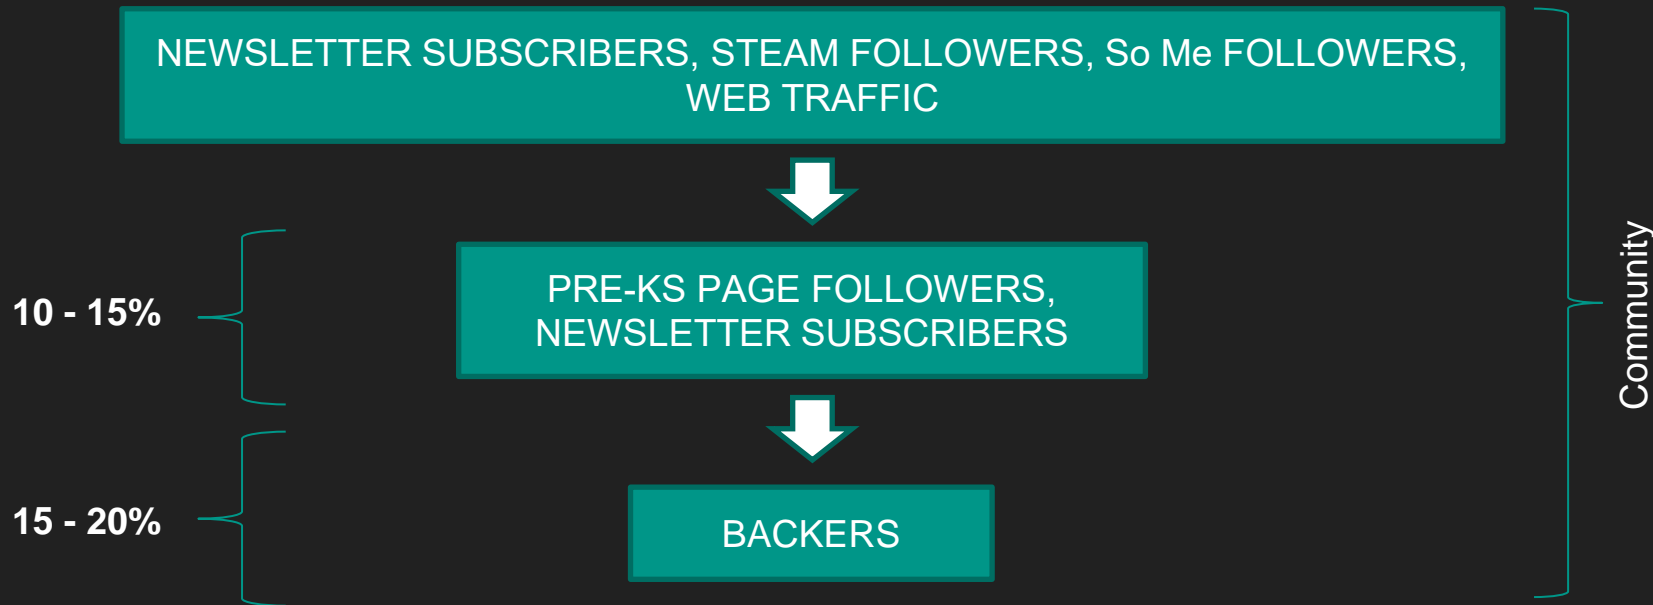 NEWSLETTER SUBSCRIBERS, STEAM FOLLOWERS, So Me FOLLOWERS,
WEB TRAFFIC
10 - 15%
PRE-KS PAGE FOLLOWERS,
NEWSLETTER SUBSCRIBERS
15 - 20%
BACKERS
Community